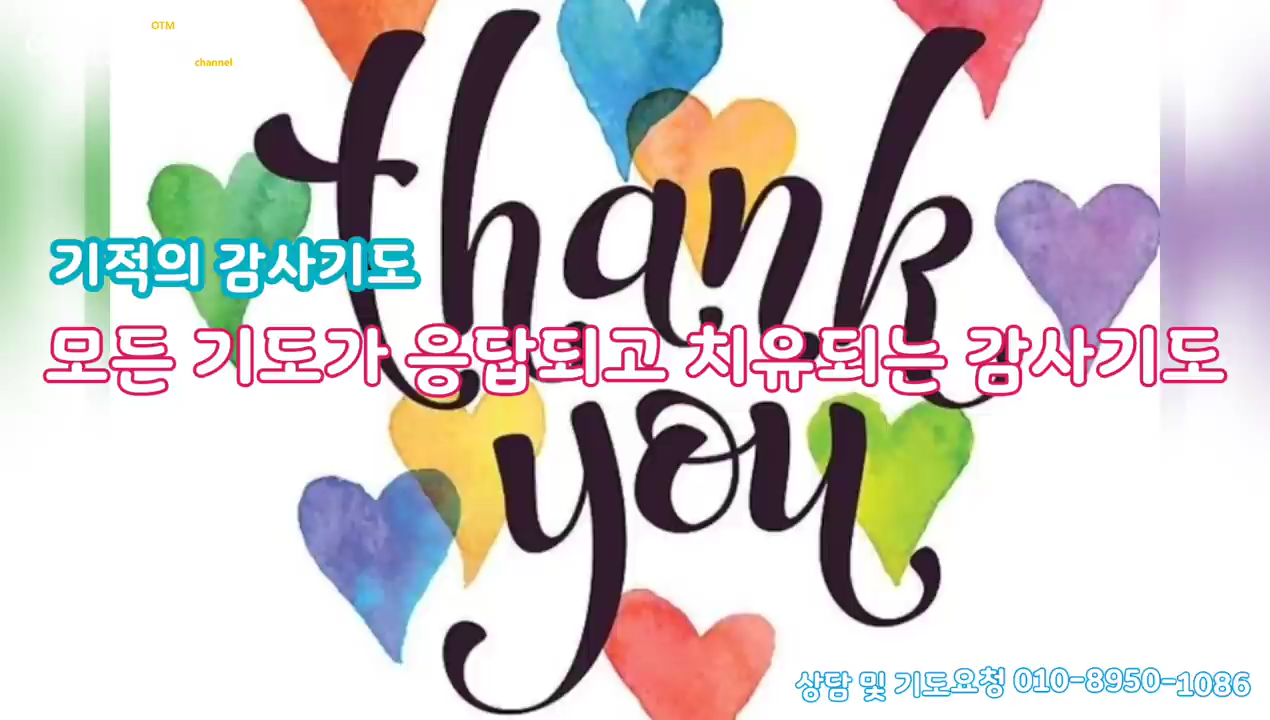 OTM
channel
thank
you
기적의 감사기도
모든 기도가 응답되고 치유되는 감사기도
상담 및 기도요청 010-8950-1086